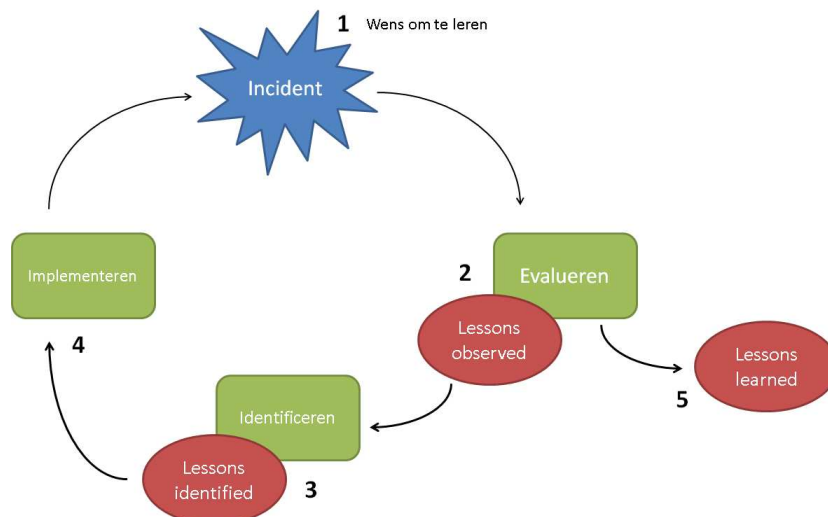 1 Wens om te leren
Incident
Implementeren
2
Evalueren
Lessons
observed
4
Lessons
learned
5
Identificeren
Lessons
identified
3